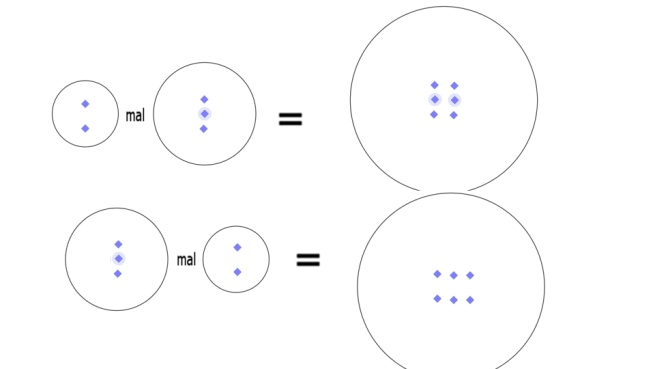 mal =
mal =